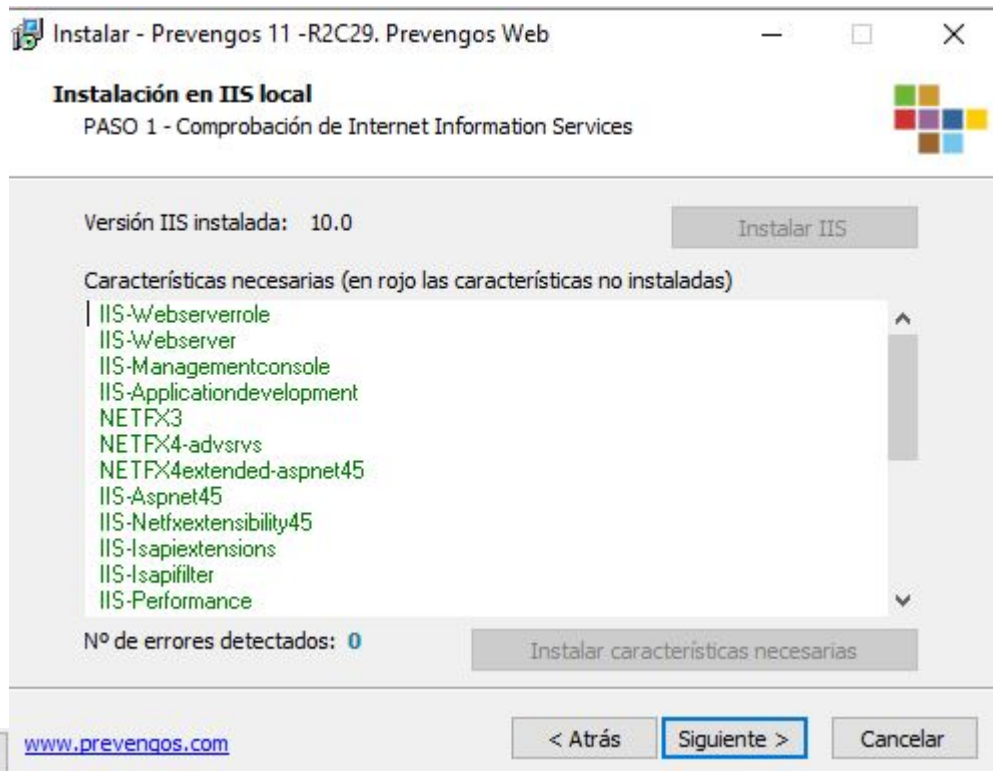 Instalar - Prevengos 11 -R2C29. Prevengos Web
Instalación en IIS local
PASO 1 - Comprobación de Internet Information Services
Versión IIS instalada: 10.0
Instalar IIS
Características necesarias (en rojo las características no instaladas)
IIS-Webserverrole
IIS-Webserver
IIS-Managementconsole
IIS-Applicationdevelopment
NETFX3
NETFX4-advsrvs
NETFX4extended-aspnet45
IIS-Aspnet45
IIS-Netfxextensibility45
IIS-Isapiextensions
IIS-Isapifilter
IIS-Performance
Nº de errores detectados: 0
Instalar características necesarias
www.prevengos.com
< Atrás
Siguiente >
Cancelar